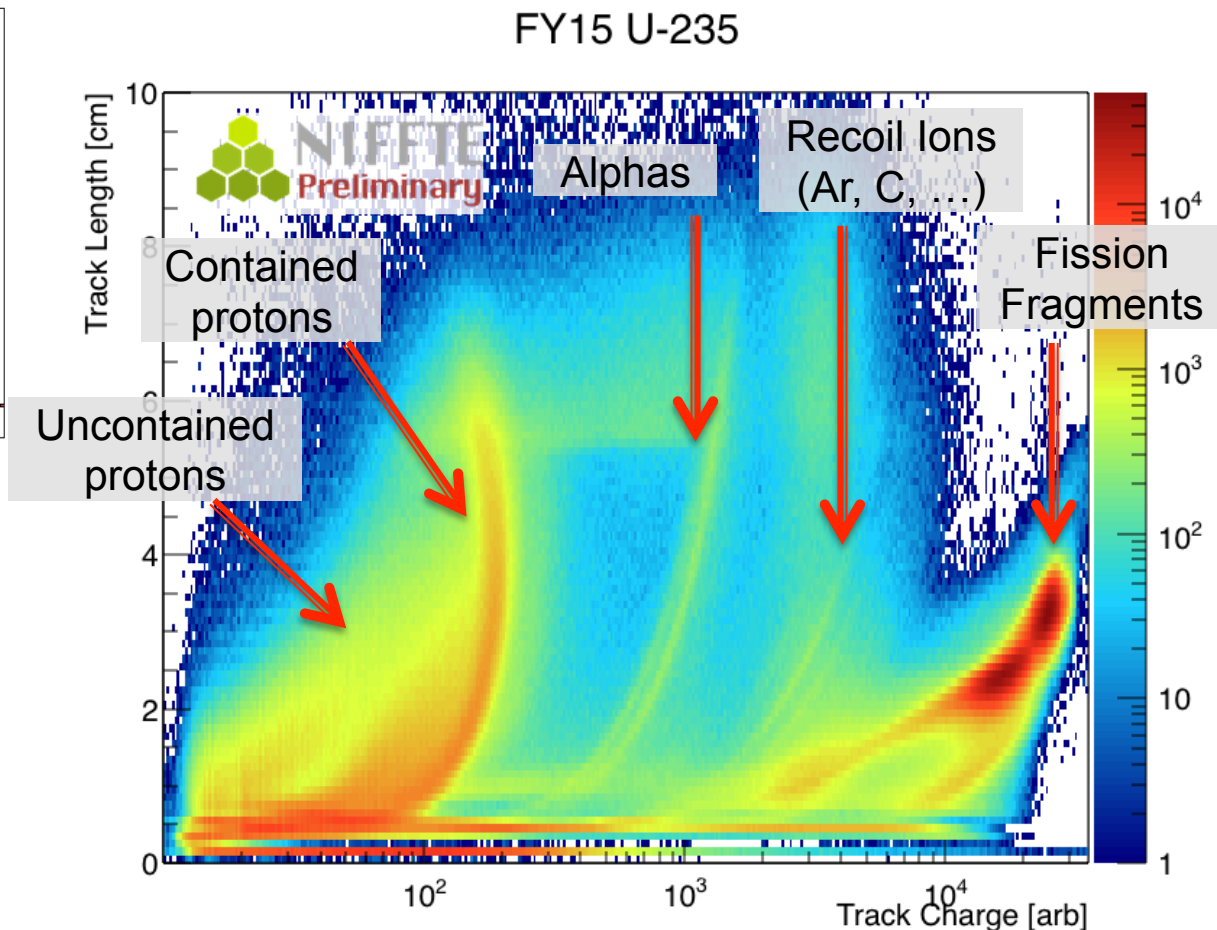 FY15 U-235
Track Length [cm]
10
8
6
4
2
0
NIFFTE
Preliminary
Alphas
Recoil Ions
(Ar, C, …)
Fission
Fragments
Contained
protons
Uncontained
protons
10⁴
10³
10²
10
1
10²
10³
10⁴
Track Charge [arb]